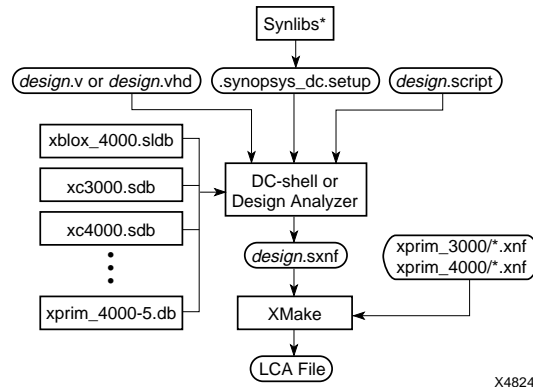 Synlibs*
design.v or design.vhd
.synopsys_dc.setup
design.script
xblox_4000.sldb
xc3000.sdb
xc4000.sdb
xprim_4000-5.db
DC-shell or
Design Analyzer
design.sxnf
xprim_3000/*.xnf
xprim_4000/*.xnf
XMake
LCA File
X4824